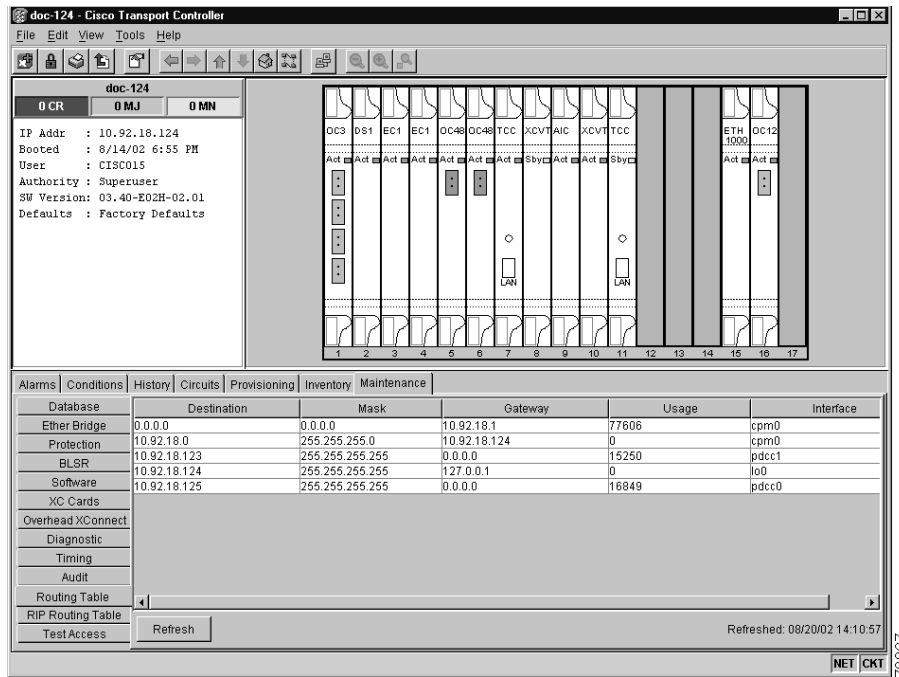 doc-124 - Cisco Transport Controller
File Edit View Tools Help
doc-124
0 CR 0 MJ 0 MN
IP Addr : 10.92.18.124
Booted : 8/14/02 6:55 PM
User : CISCO15
Authority : Superuser
SW Version: 03.40-E02H-02.01
Defaults : Factory Defaults
OC3 DS1 EC1 EC1 OC48 OC48 TCC XCVT AIC XCVT TCC ETH 1000 OC12
Act Act Act Act Act Act Act Sby Act Act Sby Act Act
LAN LAN
1 2 3 4 5 6 7 8 9 10 11 12 13 14 15 16 17
Alarms Conditions History Circuits Provisioning Inventory Maintenance
Database
Ether Bridge
Protection
BLSR
Software
XC Cards
Overhead XConnect
Diagnostic
Timing
Audit
Routing Table
RIP Routing Table
Test Access
Destination Mask Gateway Usage Interface
0.0.0.0 0.0.0.0 10.92.18.1 77606 cpm0
10.92.18.0 255.255.255.0 10.92.18.124 0 cpm0
10.92.18.123 255.255.255.255 0.0.0.0 15250 pdcc1
10.92.18.124 255.255.255.255 127.0.0.1 0 lo0
10.92.18.125 255.255.255.255 0.0.0.0 16849 pdcc0
Refresh
Refreshed: 08/20/02 14:10:57
NET CKT